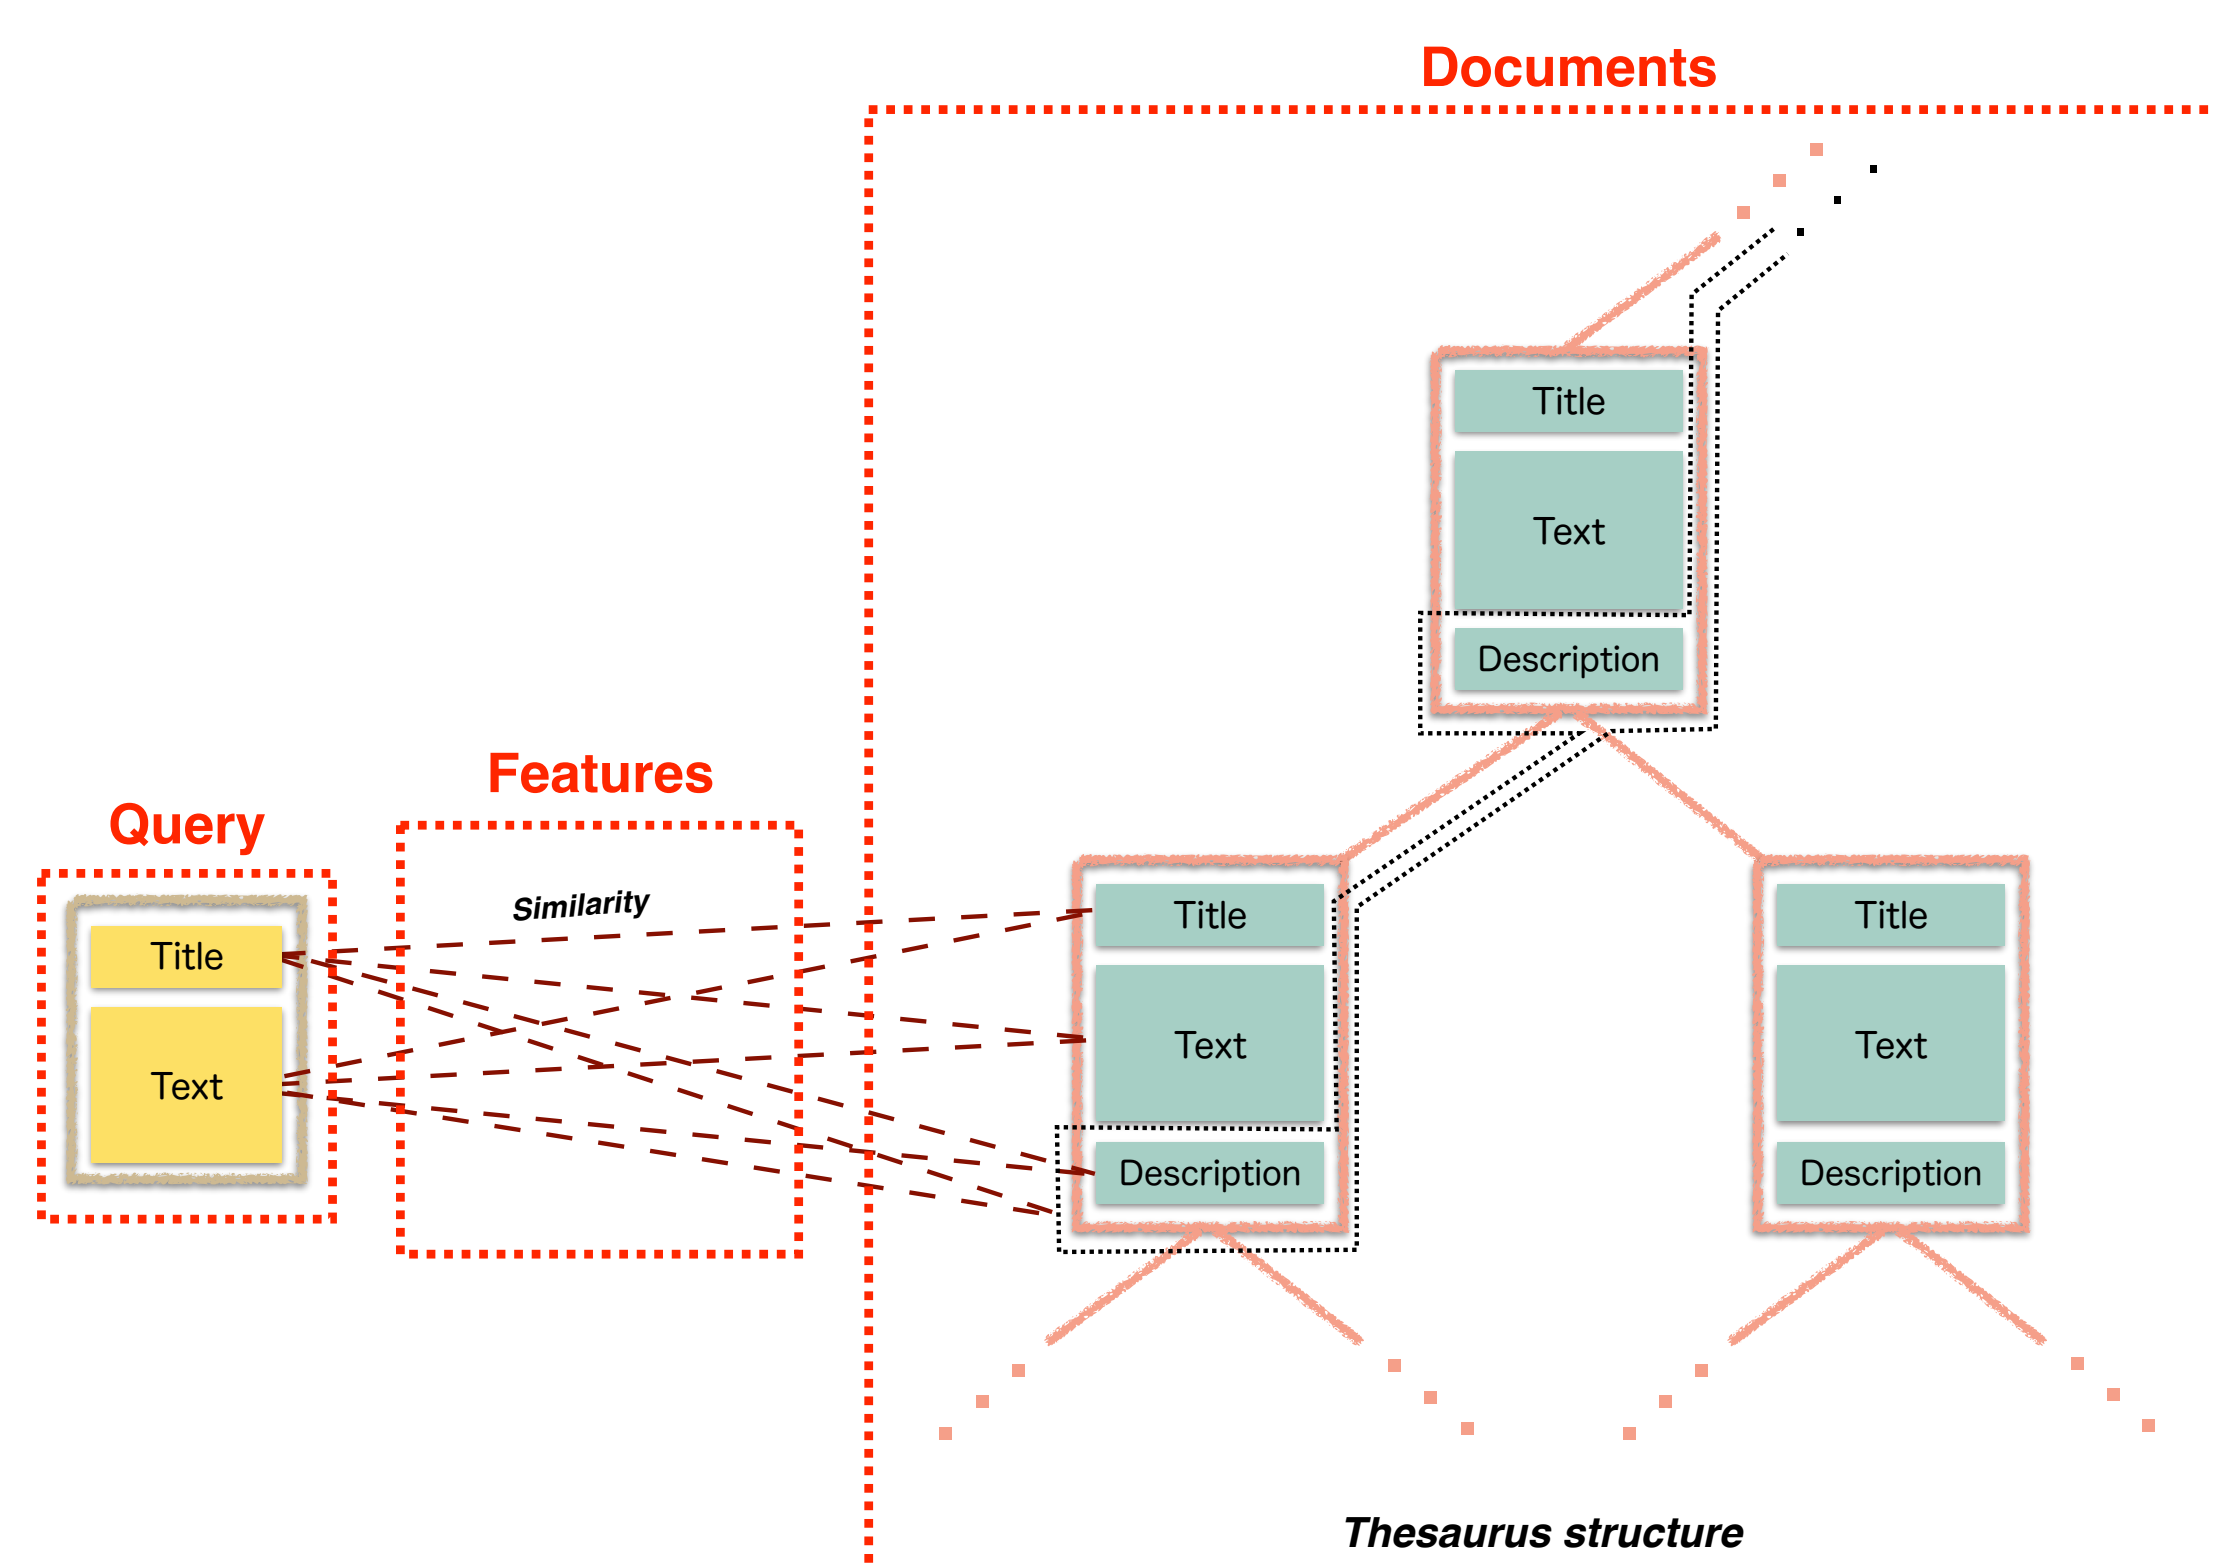 Documents
Title
Text
Description
Features
Query
Similarity
Title
Text
Title
Text
Description
Title
Text
Description
Thesaurus structure